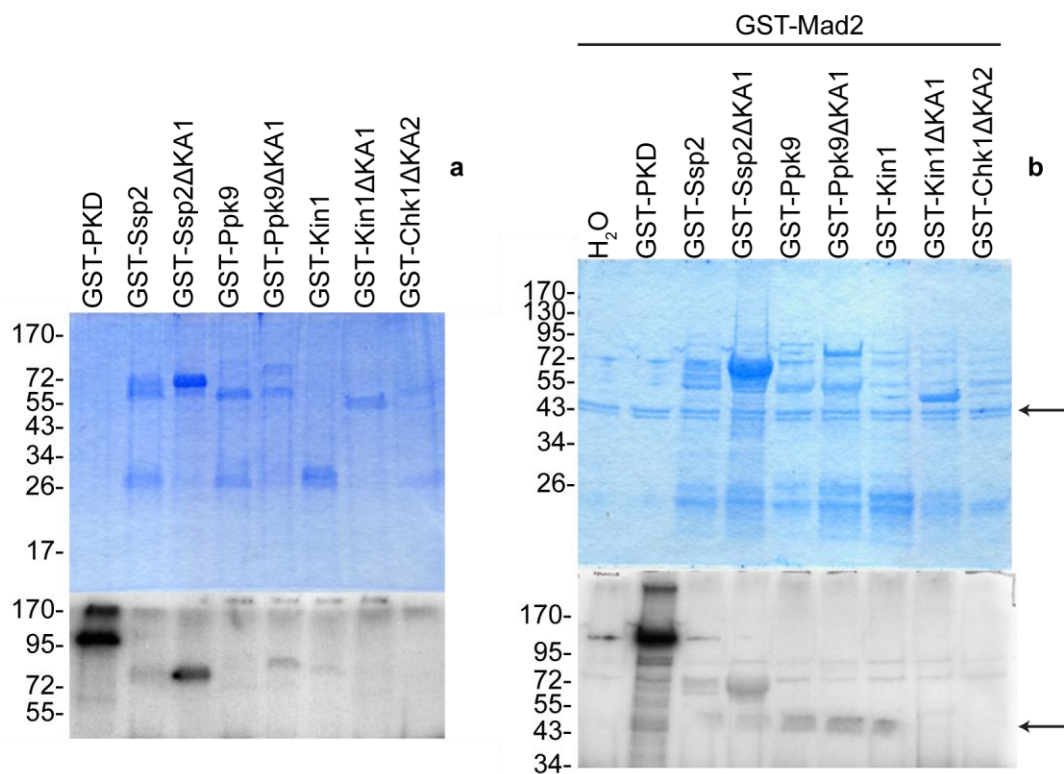 GST-PKD
GST-Ssp2
GST-Ssp2ΔKA1
GST-Ppk9
GST-Ppk9ΔKA1
GST-Kin1
GST-Kin1ΔKA1
GST-Chk1ΔKA2
a
170-
72-
55-
43-
34-
26-
17-
170-
95-
72-
55-
GST-Mad2
H₂O
GST-PKD
GST-Ssp2
GST-Ssp2ΔKA1
GST-Ppk9
GST-Ppk9ΔKA1
GST-Kin1
GST-Kin1ΔKA1
GST-Chk1ΔKA2
b
170-
130-
95-
72-
55-
43-
34-
26-
170-
95-
72-
55-
43-
34-